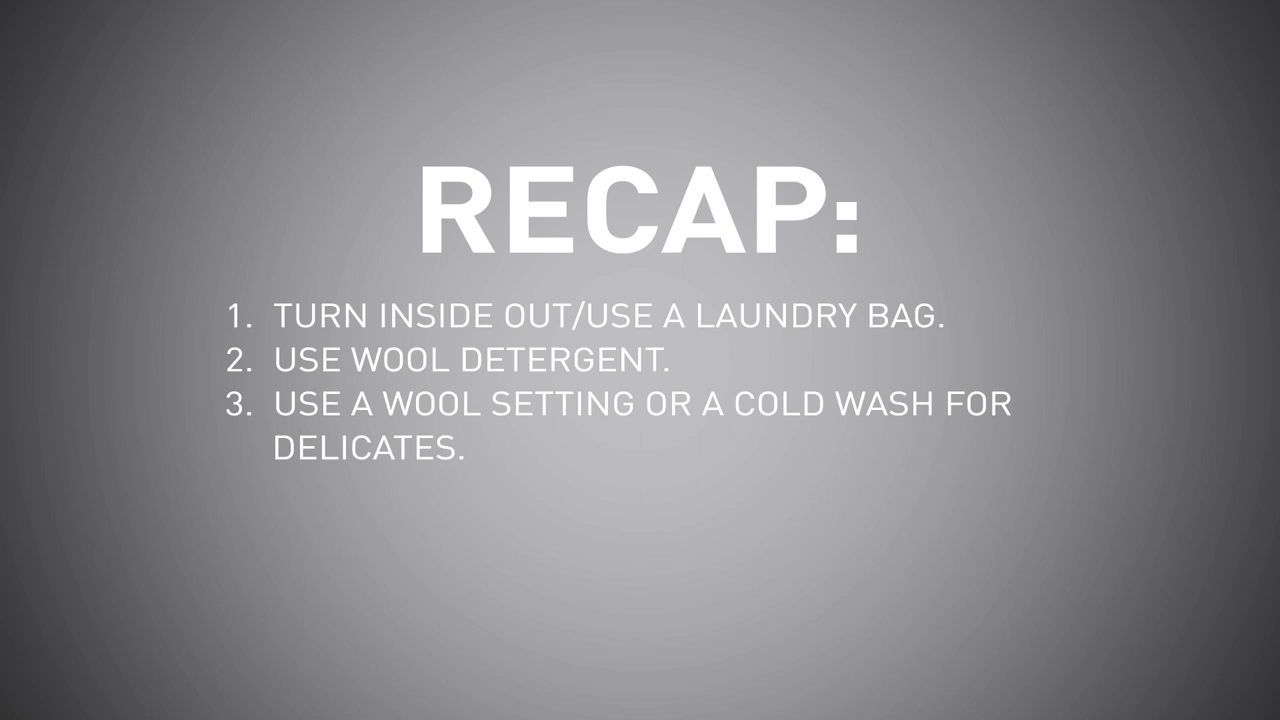 RECAP:
1. TURN INSIDE OUT/USE A LAUNDRY BAG.
2. USE WOOL DETERGENT.
3. USE A WOOL SETTING OR A COLD WASH FOR
DELICATES.